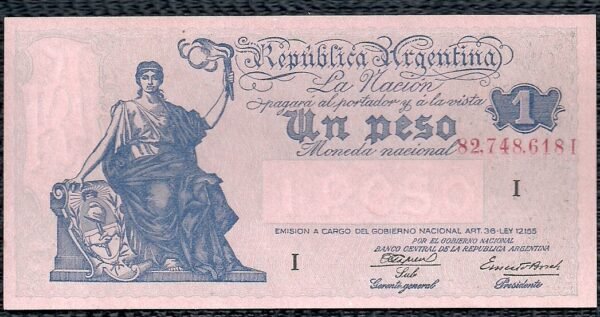 República Argentina
La Nación
pagará al portador y á la vista
Un peso
1
Moneda nacional
82.748.618 I
I
EMISION A CARGO DEL GOBIERNO NACIONAL ART. 36-LEY 12155
POR EL GOBIERNO NACIONAL
BANCO CENTRAL DE LA REPUBLICA ARGENTINA
I
Sub
Gerente general
Presidente